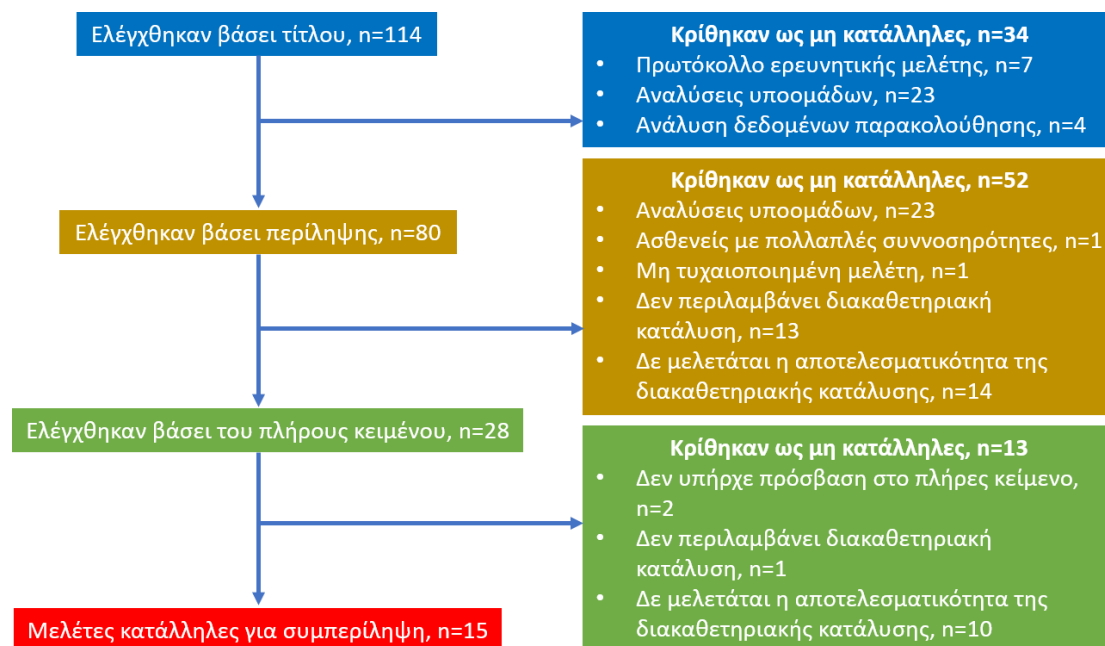 Ελέγχθηκαν βάσει τίτλου, n=114
Κρίθηκαν ως μη κατάλληλες, n=34
• Πρωτόκολλο ερευνητικής μελέτης, n=7
• Αναλύσεις υποομάδων, n=23
• Ανάλυση δεδομένων παρακολούθησης, n=4
Ελέγχθηκαν βάσει περίληψης, n=80
Κρίθηκαν ως μη κατάλληλες, n=52
• Αναλύσεις υποομάδων, n=23
• Ασθενείς με πολλαπλές συννοσηρότητες, n=1
• Μη τυχαιοποιημένη μελέτη, n=1
• Δεν περιλαμβάνει διακαθετηριακή
κατάλυση, n=13
• Δε μελετάται η αποτελεσματικότητα της
διακαθετηριακής κατάλυσης, n=14
Ελέγχθηκαν βάσει του πλήρους κειμένου, n=28
Κρίθηκαν ως μη κατάλληλες, n=13
• Δεν υπήρχε πρόσβαση στο πλήρες κείμενο,
n=2
• Δεν περιλαμβάνει διακαθετηριακή
κατάλυση, n=1
• Δε μελετάται η αποτελεσματικότητα της
διακαθετηριακής κατάλυσης, n=10
Μελέτες κατάλληλες για συμπερίληψη, n=15